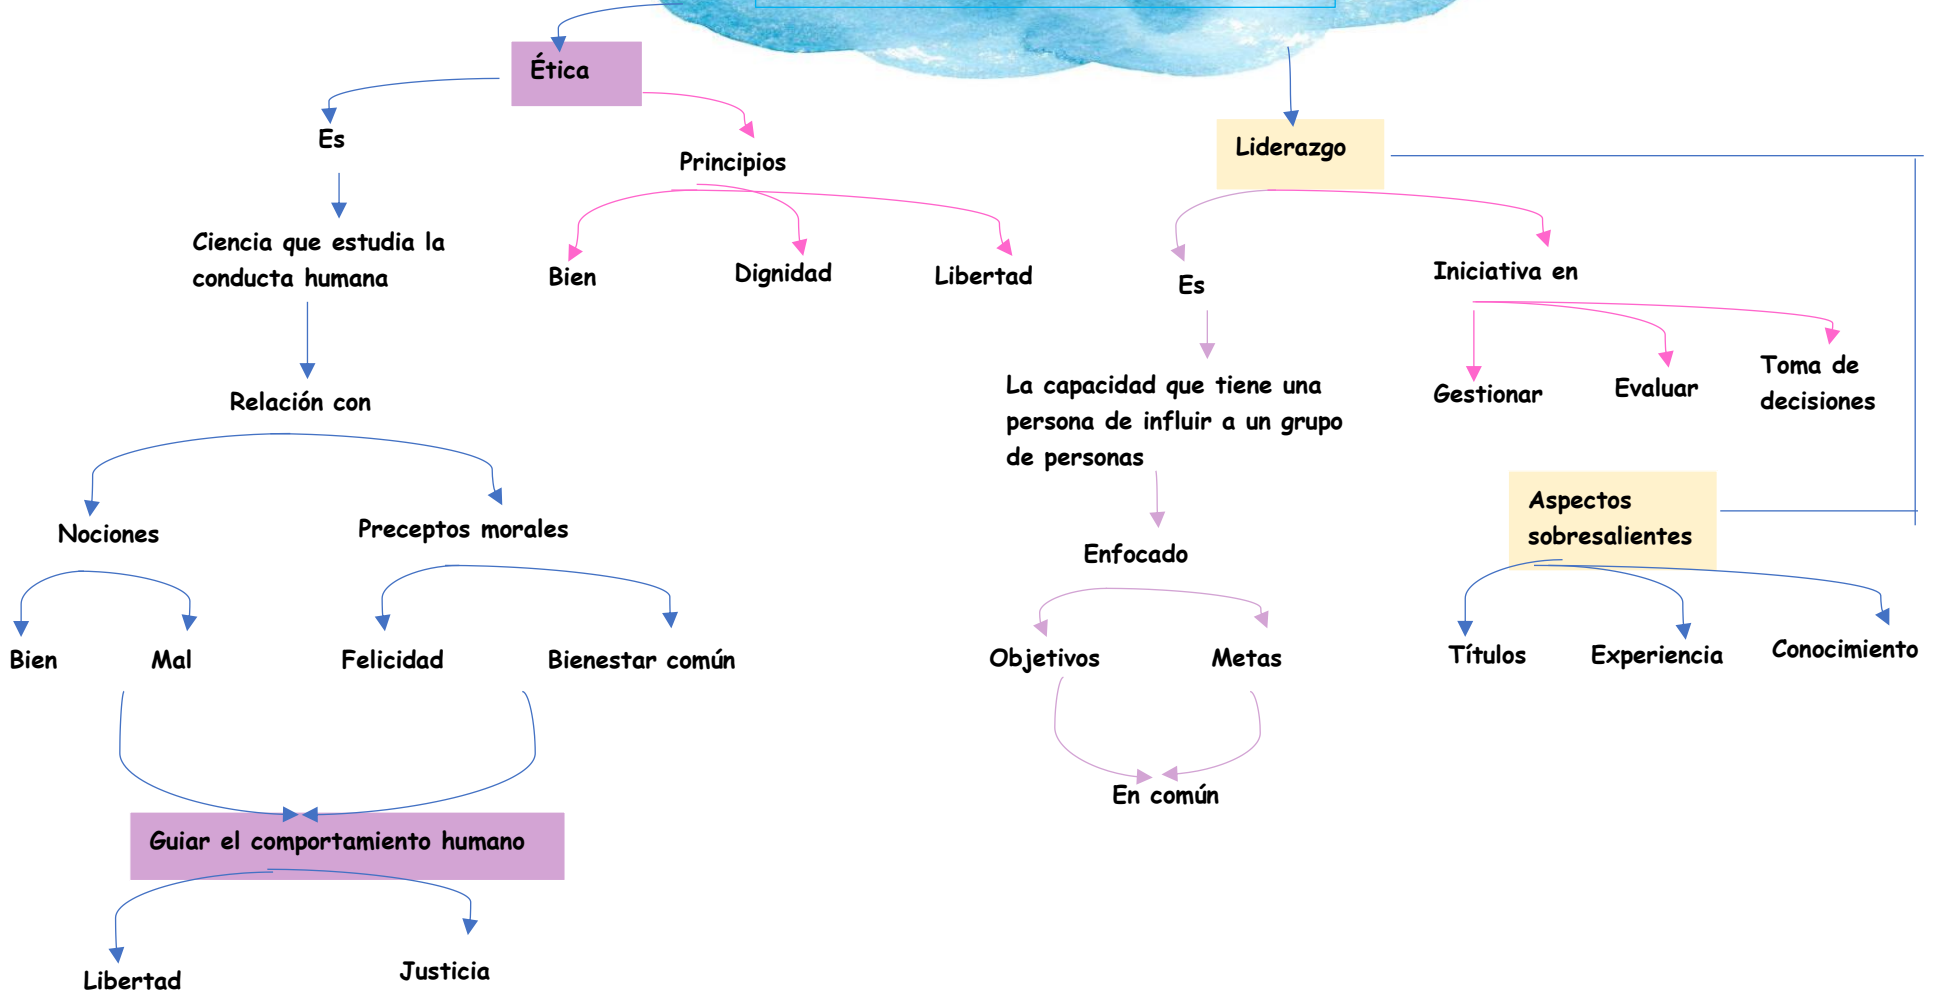 Ética
Es
Principios
Liderazgo
Ciencia que estudia la
conducta humana
Bien
Dignidad
Libertad
Es
Iniciativa en
Relación con
La capacidad que tiene una
persona de influir a un grupo
de personas
Gestionar
Evaluar
Toma de
decisiones
Nociones
Preceptos morales
Enfocado
Aspectos
sobresalientes
Bien
Mal
Felicidad
Bienestar común
Objetivos
Metas
Títulos
Experiencia
Conocimiento
En común
Guiar el comportamiento humano
Libertad
Justicia